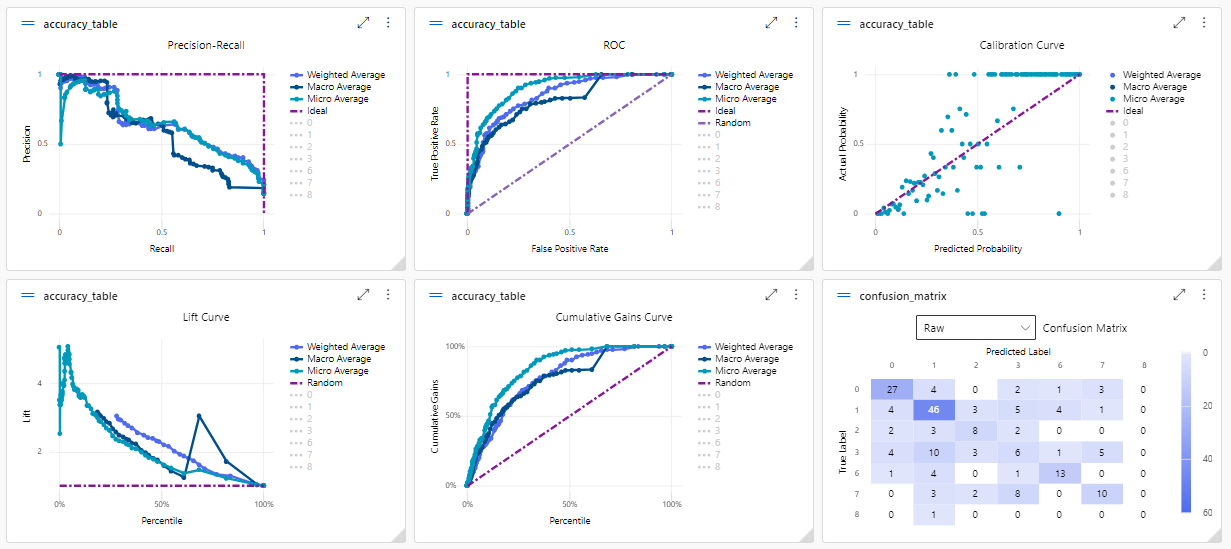 accuracy_table
Precision-Recall
Precision
1
0.5
0
0
0.5
1
Recall
Weighted Average
Macro Average
Micro Average
Ideal
0
1
2
3
6
7
8
accuracy_table
ROC
True Positive Rate
1
0.5
0
0
0.5
1
False Positive Rate
Weighted Average
Macro Average
Micro Average
Ideal
Random
0
1
2
3
6
7
8
accuracy_table
Calibration Curve
Actual Probability
1
0.5
0
0
0.5
1
Predicted Probability
Weighted Average
Macro Average
Micro Average
Ideal
0
1
2
3
6
7
8
accuracy_table
Lift Curve
Lift
4
2
0%
50%
100%
Percentile
Weighted Average
Macro Average
Micro Average
Random
0
1
2
3
6
7
8
accuracy_table
Cumulative Gains Curve
Cumulative Gains
100%
50%
0%
0%
50%
100%
Percentile
Weighted Average
Macro Average
Micro Average
Random
0
1
2
3
6
7
8
confusion_matrix
Raw
Confusion Matrix
Predicted Label
0 1 2 3 6 7 8
True Label
0 27 4 0 2 1 3 0
1 4 46 3 5 4 1 0
2 2 3 8 2 0 0 0
3 4 10 3 6 1 5 0
6 1 4 0 1 13 0 0
7 0 3 2 8 0 10 0
8 0 1 0 0 0 0 0
0
20
40
60